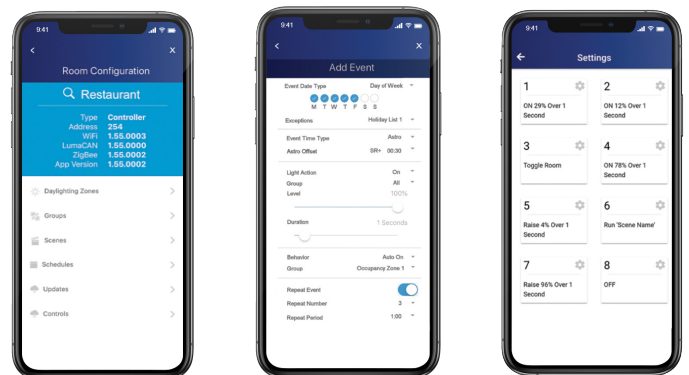 9:41
Room Configuration
Restaurant
Type Controller
Address 254
WiFi 1.55.0003
LumaCAN 1.55.0000
ZigBee 1.55.0002
App Version 1.55.0002
Daylighting Zones
Groups
Scenes
Schedules
Updates
Controls
9:41
X
Add Event
Event Date Type Day of Week
M T W T F S S
Exceptions Holiday List 1
Event Time Type Astro
Astro Offset SR+ 00:30
Light Action On
Group All
Level 100%
Duration 1 Seconds
Behavior Auto On
Group Occupancy Zone 1
Repeat Event
Repeat Number 3
Repeat Period 1:00
9:41
Settings
1
ON 29% Over 1
Second
2
ON 12% Over 1
Second
3
Toggle Room
4
ON 78% Over 1
Second
5
Raise 4% Over 1
Second
6
Run 'Scene Name'
7
Raise 96% Over 1
Second
8
OFF